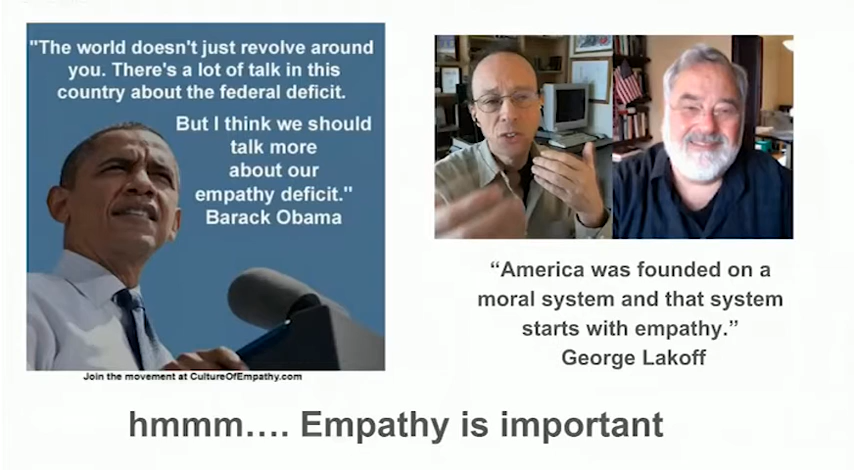 "The world doesn't just revolve around
you. There's a lot of talk in this
country about the federal deficit.
But I think we should
talk more
about our
empathy deficit."
Barack Obama
Join the movement at CultureOfEmpathy.com
“America was founded on a
moral system and that system
starts with empathy.”
George Lakoff
hmmm…. Empathy is important